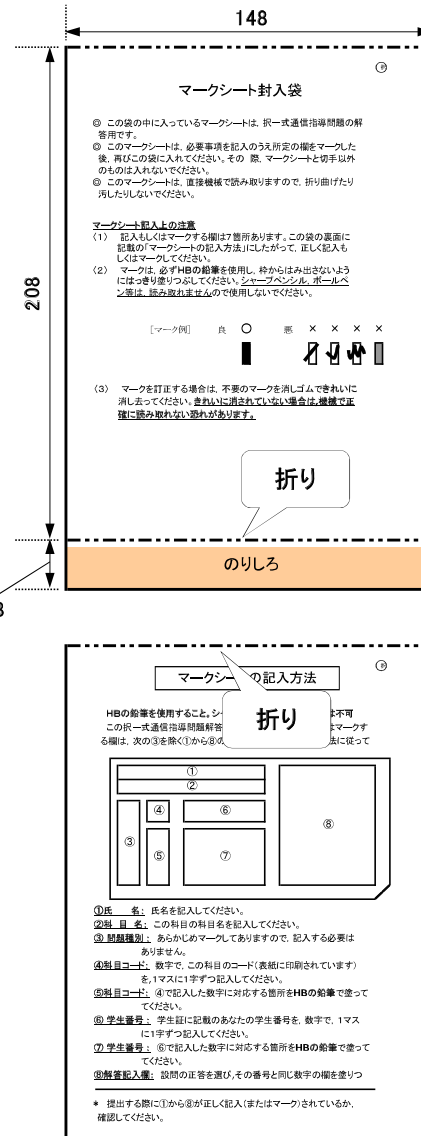 148
マークシート封入袋
◎ この袋の中に入っているマークシートは、択一式通信指導問題の解
答用です。
◎ このマークシートは、必要事項を記入のうえ所定の欄をマークした
後、再びこの袋に入れてください。その 際、マークシートと切手以外
のものは入れないでください。
◎ このマークシートは、直接機械で読み取りますので、折り曲げたり
汚したりしないでください。
マークシート記入上の注意
(1) 記入もしくはマークする欄は7箇所あります。この袋の裏面に
記載の「マークシートの記入方法」にしたがって、正しく記入も
しくはマークしてください。
(2) マークは、必ずHBの鉛筆を使用し、枠からはみ出さないよう
にはっきり塗りつぶしてください。シャープペンシル、ボールペ
ン等は、読み取れませんので使用しないでください。
208
[マーク例] 良 ○ 悪 × × × ×
(3) マークを訂正する場合は、不要のマークを消しゴムできれいに
消し去ってください。きれいに消されていない場合は、機械で正
確に読み取れない恐れがあります。
折り
のりしろ
3
マークシ の記入方法
折り
HBの鉛筆を使用すること。シ は不可
この択一式通信指導問題解答 はマークす
る欄は、次の③を除く①から⑧の 法に従って
①
②
③
④
⑤
⑥
⑦
⑧
①氏 名: 氏名を記入してください。
②科 目 名: この科目の科目名を記入してください。
③ 問題種別: あらかじめマークしてありますので、記入する必要は
ありません。
④科目コード: 数字で、この科目のコード(表紙に印刷されています)
を、1マスに1字ずつ記入してください。
⑤科目コード: ④で記入した数字に対応する箇所をHBの鉛筆で塗って
てください。
⑥ 学生番号: 学生証に記載のあなたの学生番号を、数字で、1マス
に1字ずつ記入してください。
⑦ 学生番号: ⑥で記入した数字に対応する箇所をHBの鉛筆で塗って
てください。
⑧解答記入欄: 設問の正答を選び、その番号と同じ数字の欄を塗りつ
* 提出する際に①から⑧が正しく記入(またはマーク)されているか、
確認してください。